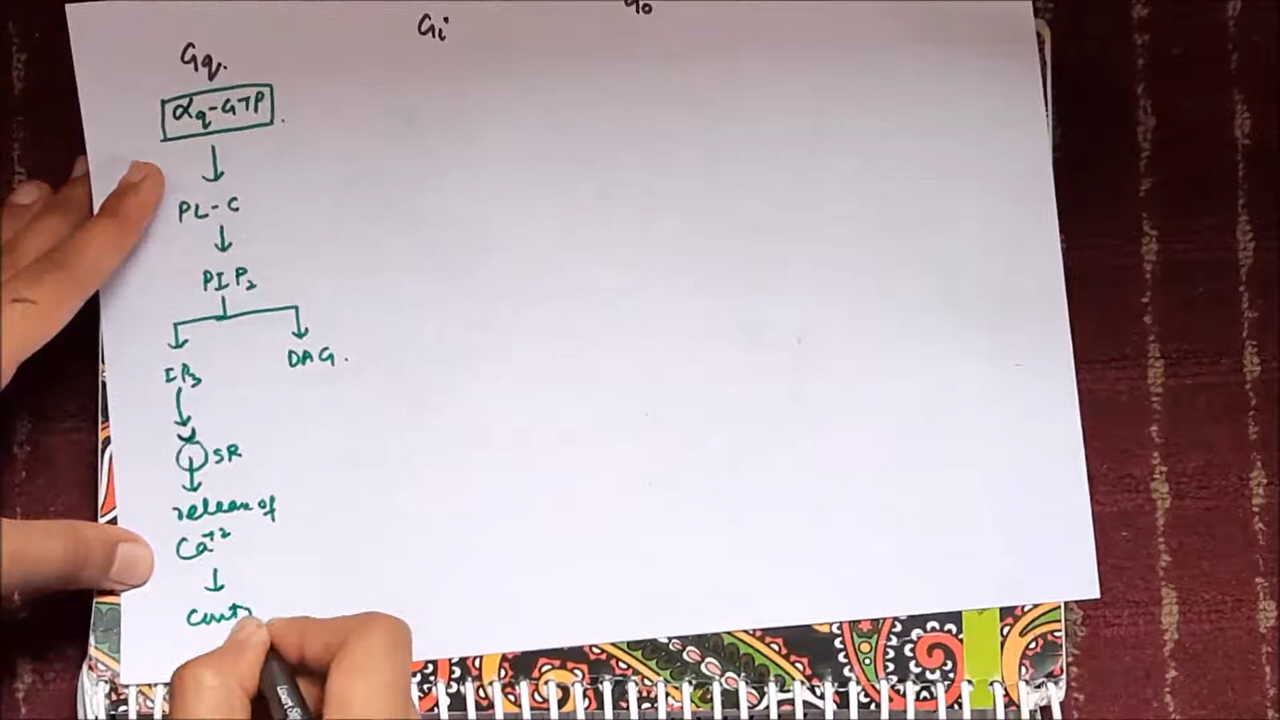 Gi
Gq.
αq-GTP
PL-C
PIP2
IP3
DAG.
SR
release of
Ca+2